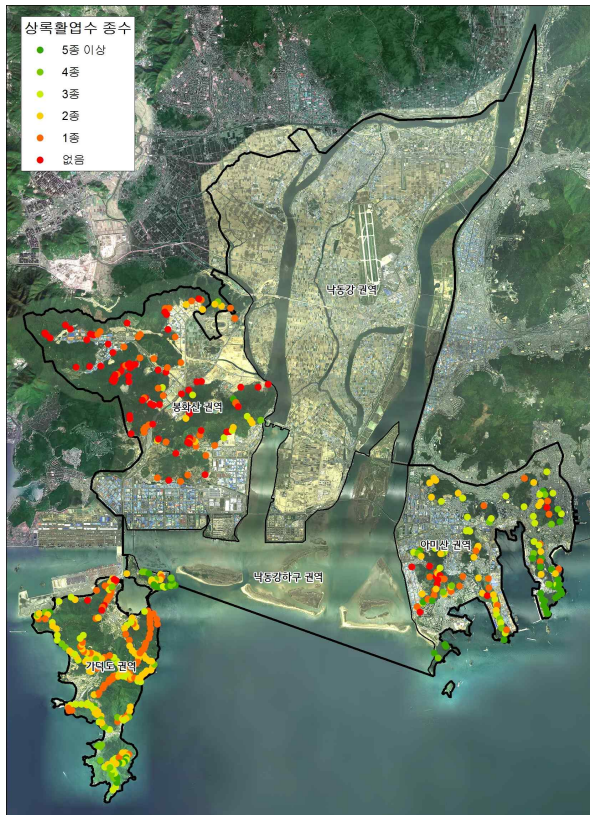 상록활엽수 종수
5종 이상
4종
3종
2종
1종
없음
낙동강 권역
봉화산 권역
아미산 권역
낙동강하구 권역
가덕도 권역